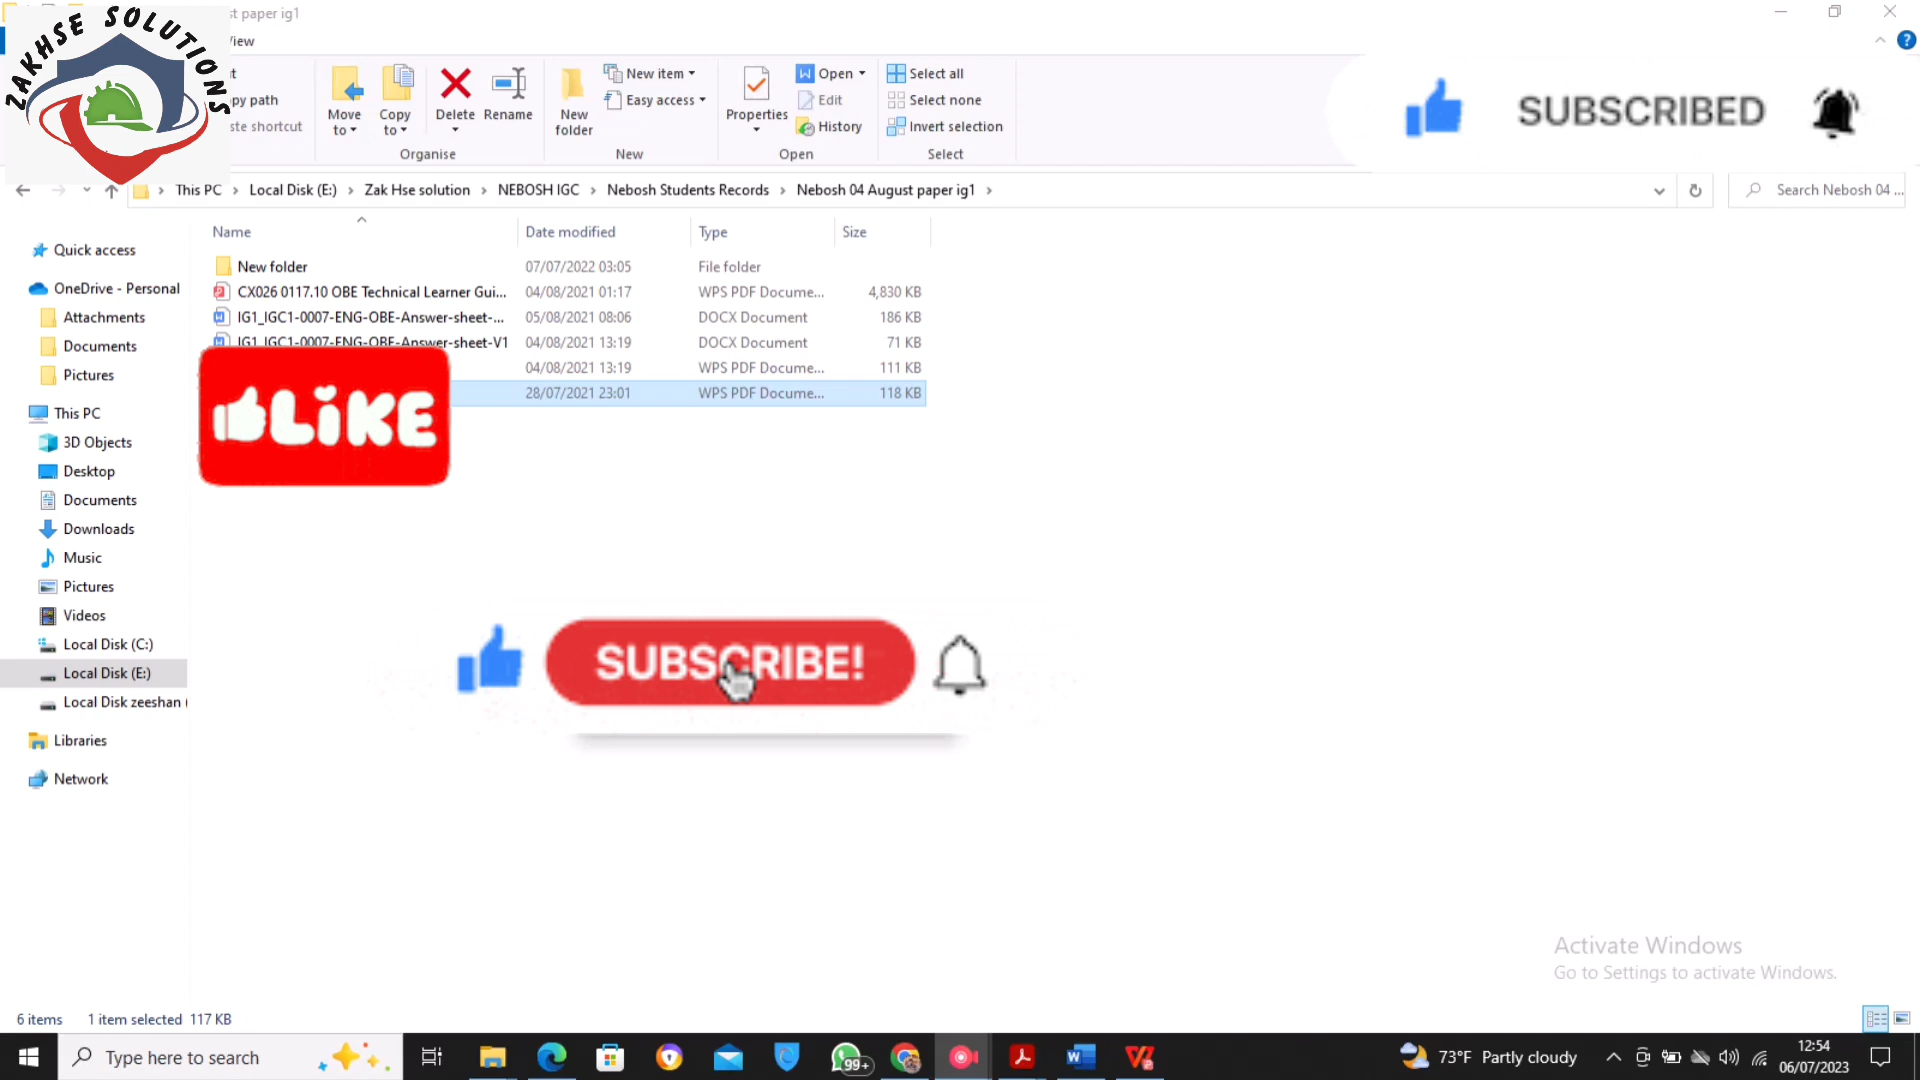 ZAKHSE SOLUTIONS
st paper ig1
View
Move to
Copy to
Delete
Rename
New folder
New item
Easy access
Properties
Open
Edit
History
Select all
Select none
Invert selection
py path
ste shortcut
Organise
New
Open
Select
SUBSCRIBED
This PC > Local Disk (E:) > Zak Hse solution > NEBOSH IGC > Nebosh Students Records > Nebosh 04 August paper ig1 >
Search Nebosh 04 ...
Name Date modified Type Size
New folder 07/07/2022 03:05 File folder
CX026 0117.10 OBE Technical Learner Gui... 04/08/2021 01:17 WPS PDF Docume... 4,830 KB
IG1_IGC1-0007-ENG-OBE-Answer-sheet-... 05/08/2021 08:06 DOCX Document 186 KB
IG1_IGC1-0007-ENG-OBE-Answer-sheet-V1 04/08/2021 13:19 DOCX Document 71 KB
04/08/2021 13:19 WPS PDF Docume... 111 KB
28/07/2021 23:01 WPS PDF Docume... 118 KB
LiKE
Quick access
OneDrive - Personal
Attachments
Documents
Pictures
This PC
3D Objects
Desktop
Documents
Downloads
Music
Pictures
Videos
Local Disk (C:)
Local Disk (E:)
Local Disk zeeshan (
Libraries
Network
SUBSCRIBE!
Activate Windows
Go to Settings to activate Windows.
6 items 1 item selected 117 KB
Type here to search
99+
73°F Partly cloudy
12:54
06/07/2023